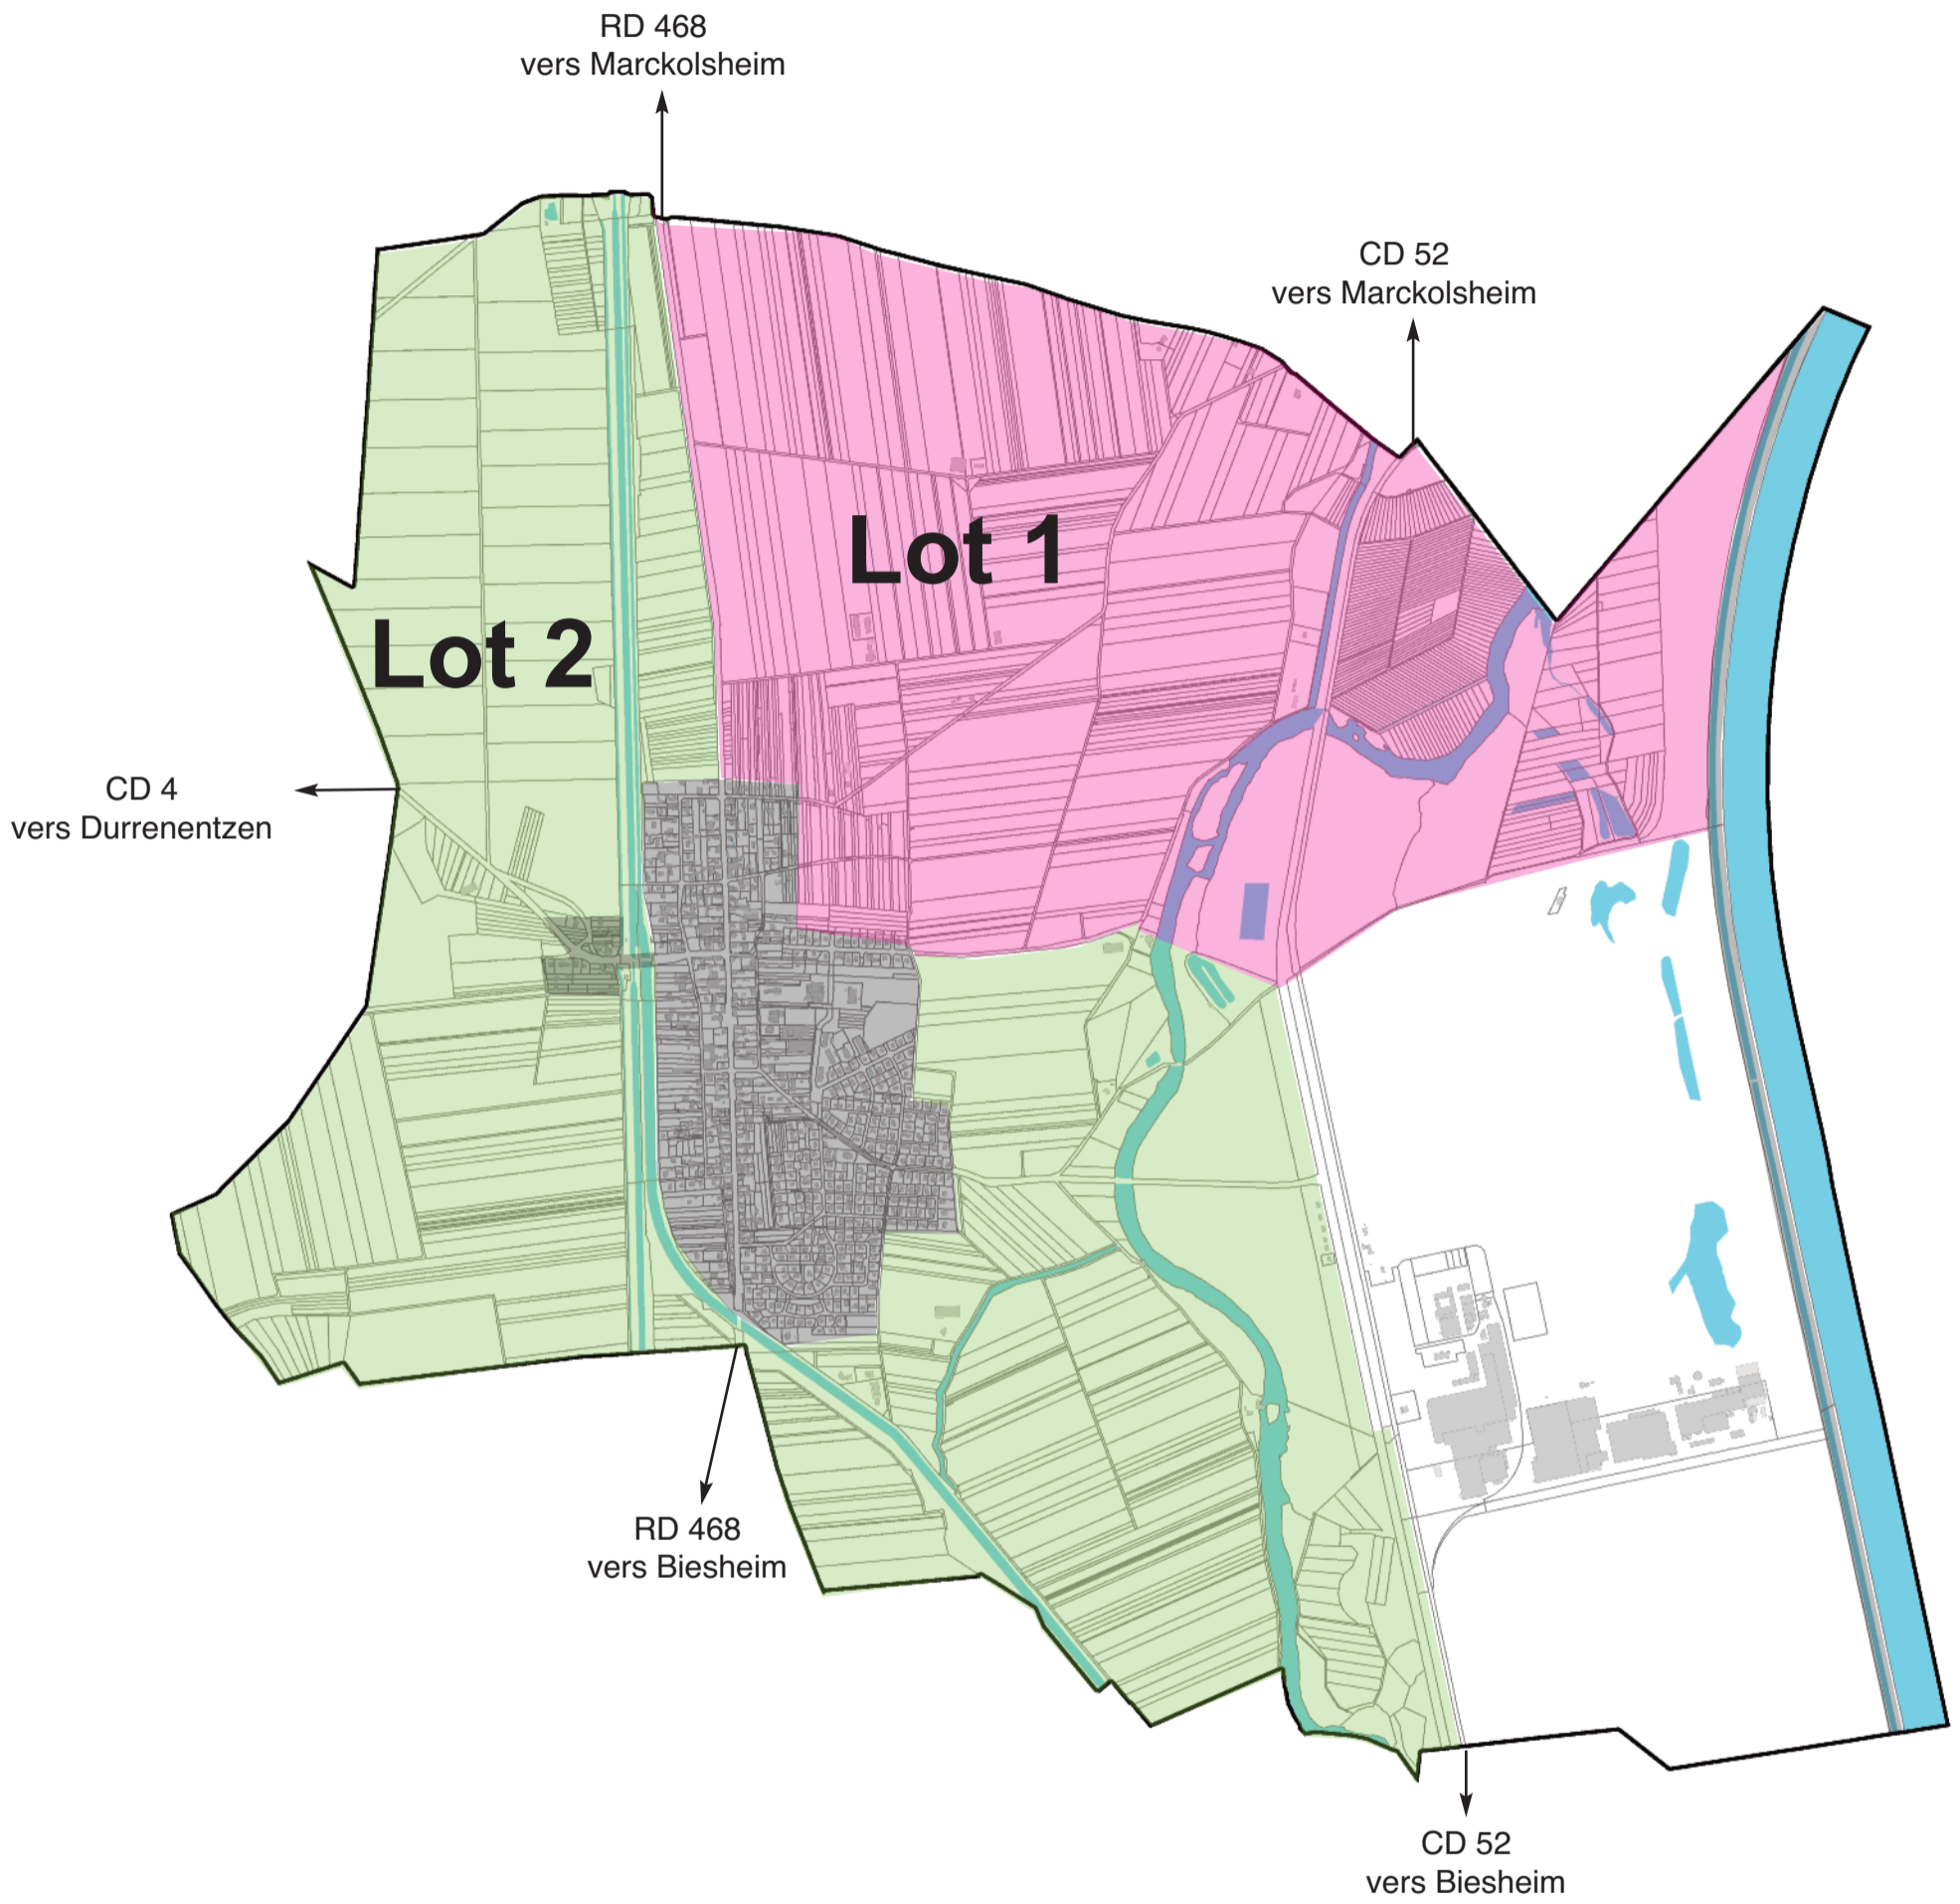 RD 468
vers Marckolsheim
CD 52
vers Marckolsheim
Lot 1
Lot 2
CD 4
vers Durrenentzen
RD 468
vers Biesheim
CD 52
vers Biesheim